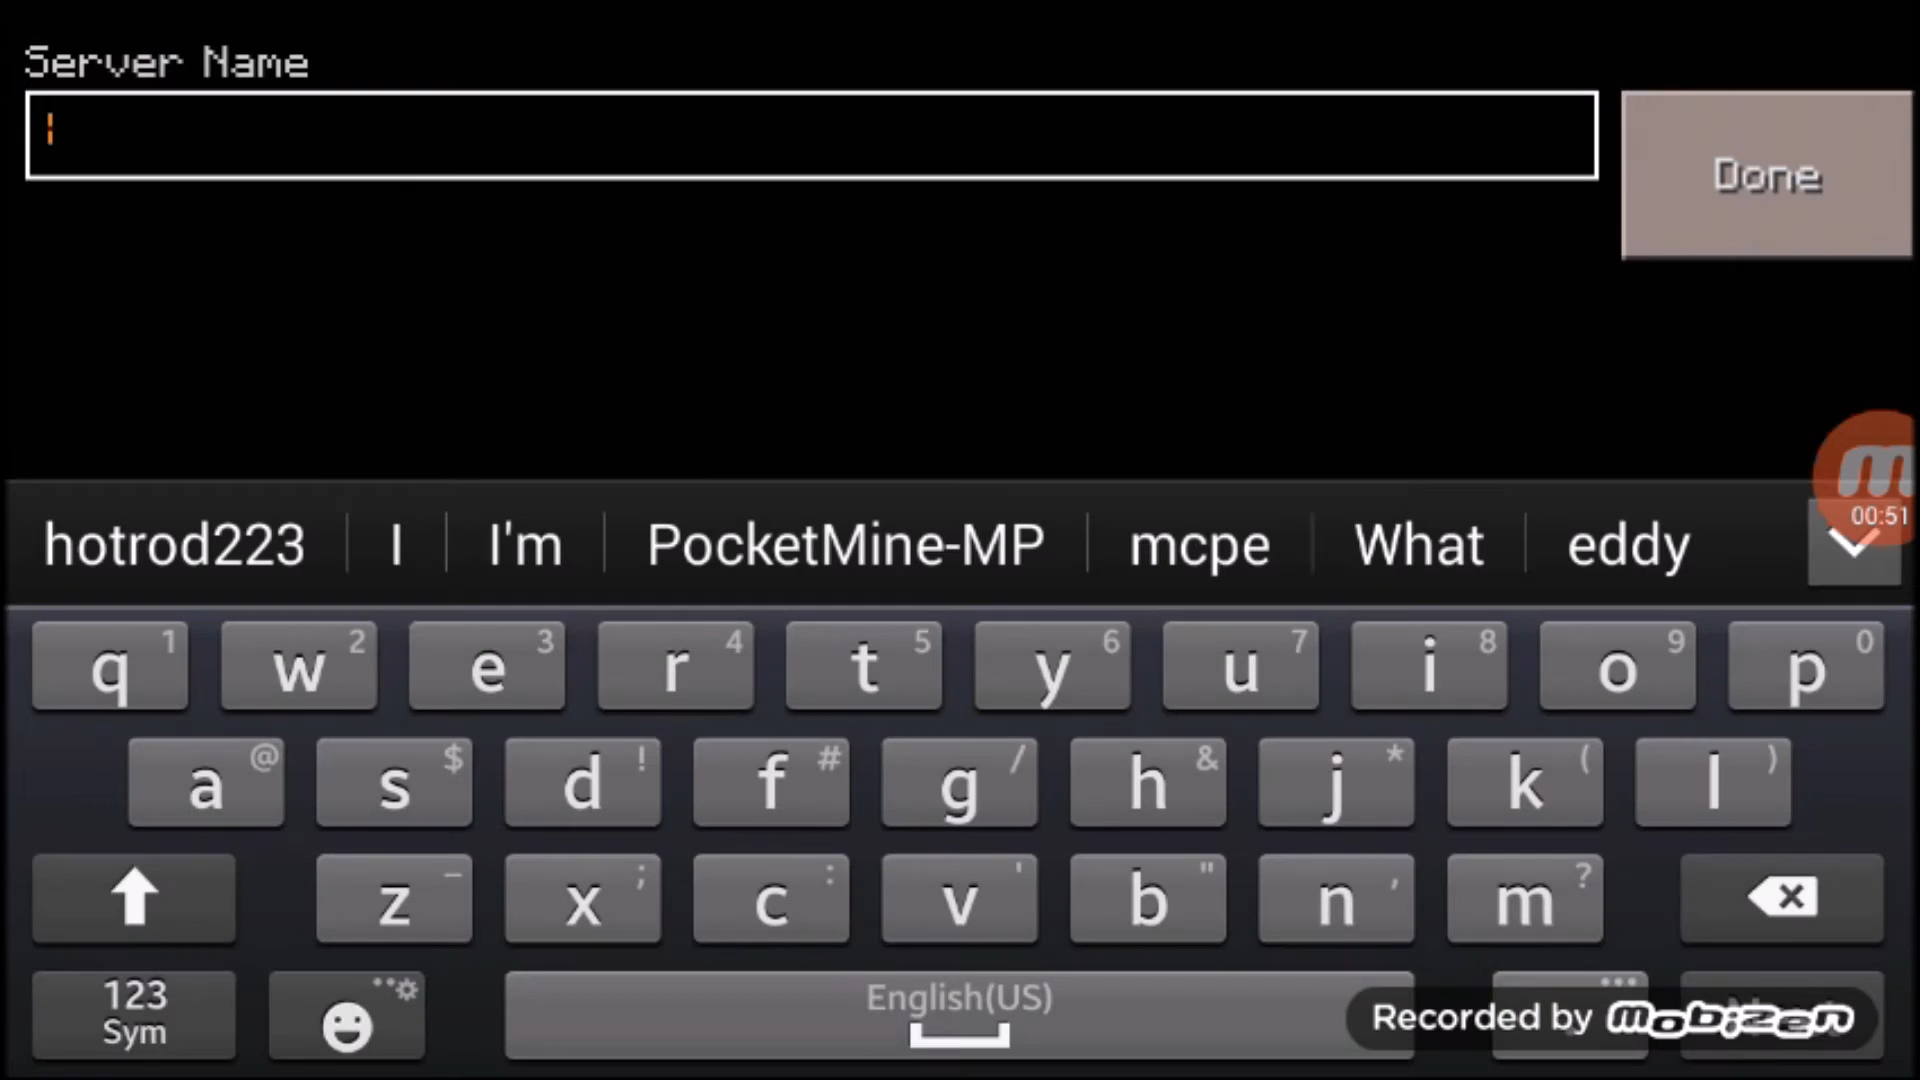 Server Name
Done
00:51
hotrod223 I I'm PocketMine-MP mcpe What eddy
q 1 w 2 e 3 r 4 t 5 y 6 u 7 i 8 o 9 p 0
a @ s $ d ! f # g / h & j * k ( l )
z - x ; c : v ' b " n , m ?
123
Sym
English(US)
Recorded by mobizen